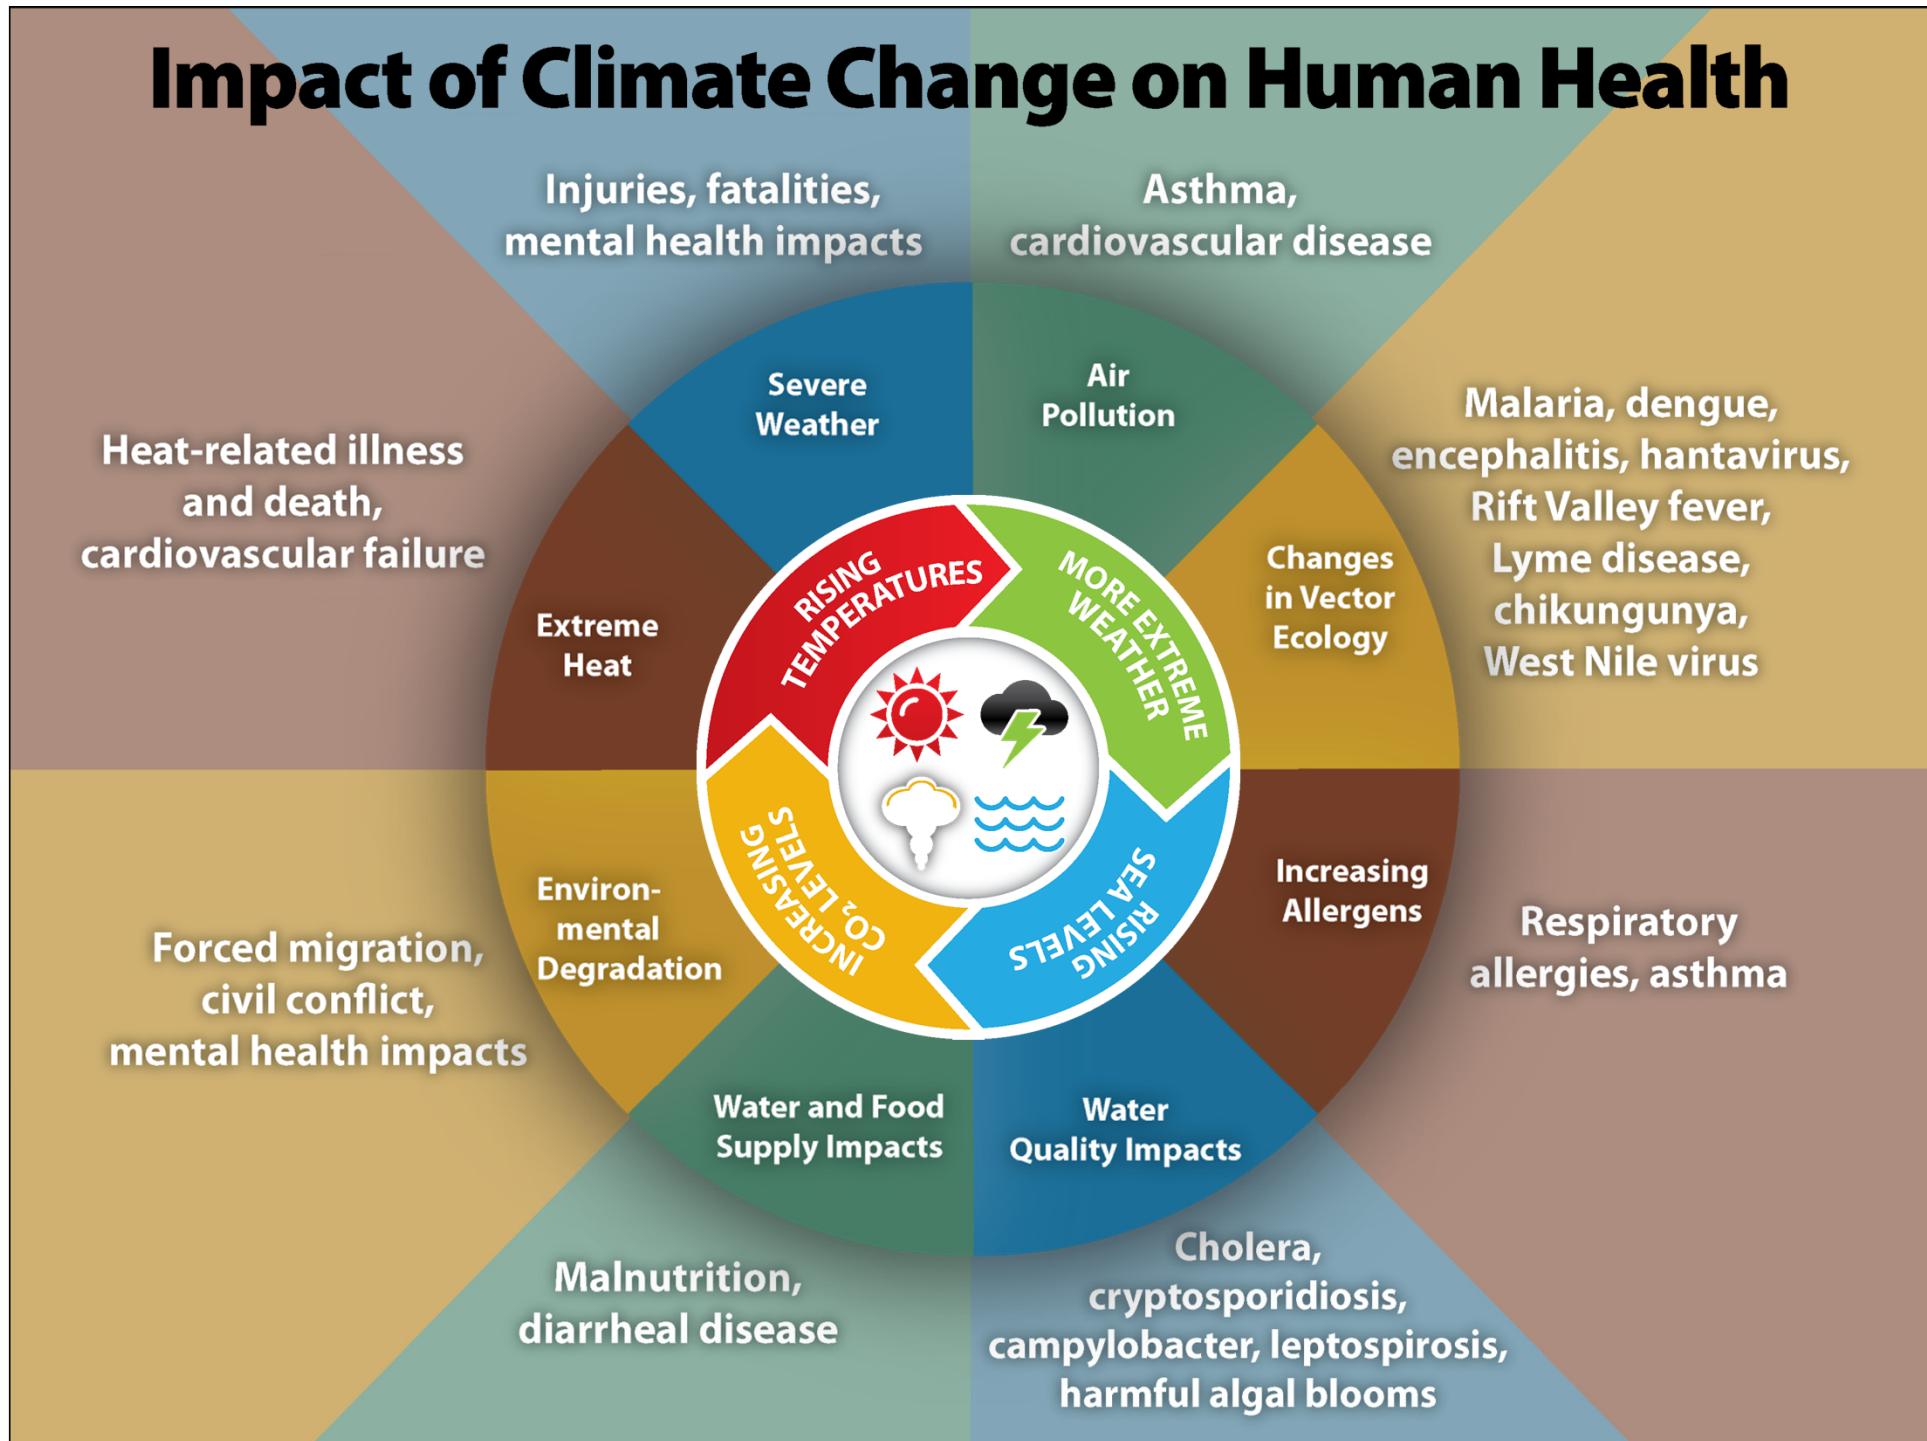 Impact of Climate Change on Human Health
Injuries, fatalities,
mental health impacts
Asthma,
cardiovascular disease
Severe
Weather
Air
Pollution
Malaria, dengue,
encephalitis, hantavirus,
Rift Valley fever,
Lyme disease,
chikungunya,
West Nile virus
Heat-related illness
and death,
cardiovascular failure
Extreme
Heat
Changes
in Vector
Ecology
RISING
TEMPERATURES
MORE EXTREME
WEATHER
RISING
SEA LEVELS
INCREASING
CO₂ LEVELS
Environ-
mental
Degradation
Increasing
Allergens
Forced migration,
civil conflict,
mental health impacts
Respiratory
allergies, asthma
Water and Food
Supply Impacts
Water
Quality Impacts
Malnutrition,
diarrheal disease
Cholera,
cryptosporidiosis,
campylobacter, leptospirosis,
harmful algal blooms